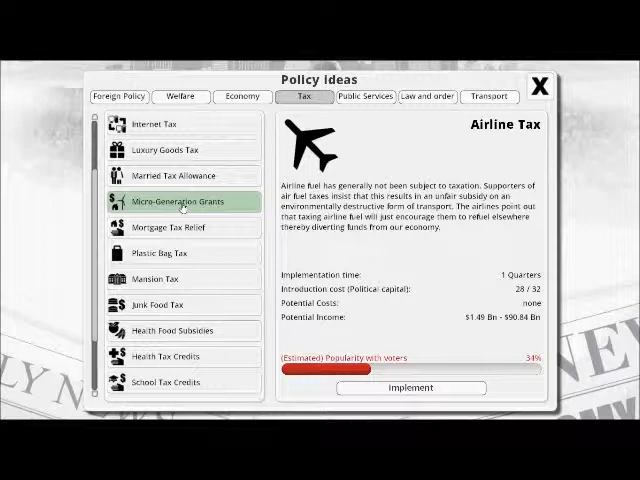 Policy Ideas
X
Foreign Policy
Welfare
Economy
Tax
Public Services
Law and order
Transport
Internet Tax
Luxury Goods Tax
Married Tax Allowance
Micro-Generation Grants
Mortgage Tax Relief
Plastic Bag Tax
Mansion Tax
Junk Food Tax
Health Food Subsidies
Health Tax Credits
School Tax Credits
Airline Tax
Airline fuel has generally not been subject to taxation. Supporters of
air fuel taxes insist that this results in an unfair subsidy on an
environmentally destructive form of transport. The airlines point out
that taxing airline fuel will just encourage them to refuel elsewhere
thereby diverting funds from our economy.
Implementation time: 1 Quarters
Introduction cost (Political capital): 28 / 32
Potential Costs: none
Potential Income: $1.49 Bn - $90.84 Bn
(Estimated) Popularity with voters 34%
Implement